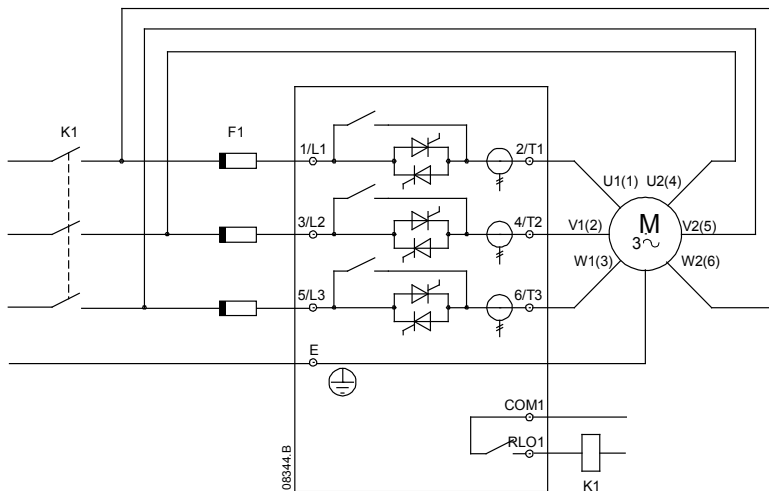 K1
F1
1/L1
2/T1
U1(1) U2(4)
3/L2
4/T2
V1(2)
M
3
V2(5)
W1(3)
W2(6)
5/L3
6/T3
E
COM1
RLO1
K1
08344.B